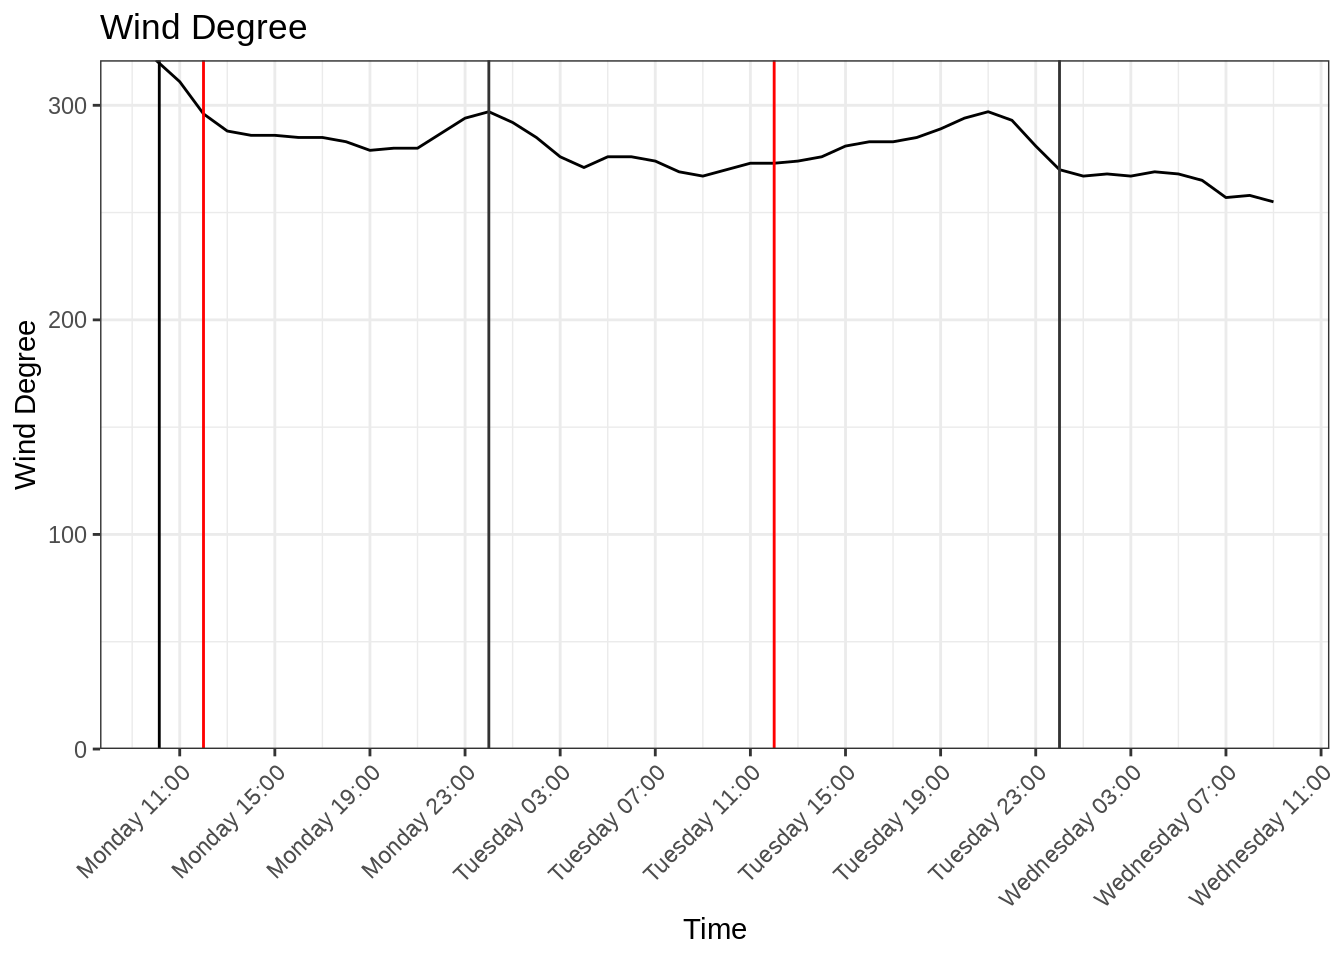 Wind Degree
300
200
100
0
Wind Degree
Monday 11:00
Monday 15:00
Monday 19:00
Monday 23:00
Tuesday 03:00
Tuesday 07:00
Tuesday 11:00
Tuesday 15:00
Tuesday 19:00
Tuesday 23:00
Wednesday 03:00
Wednesday 07:00
Wednesday 11:00
Time